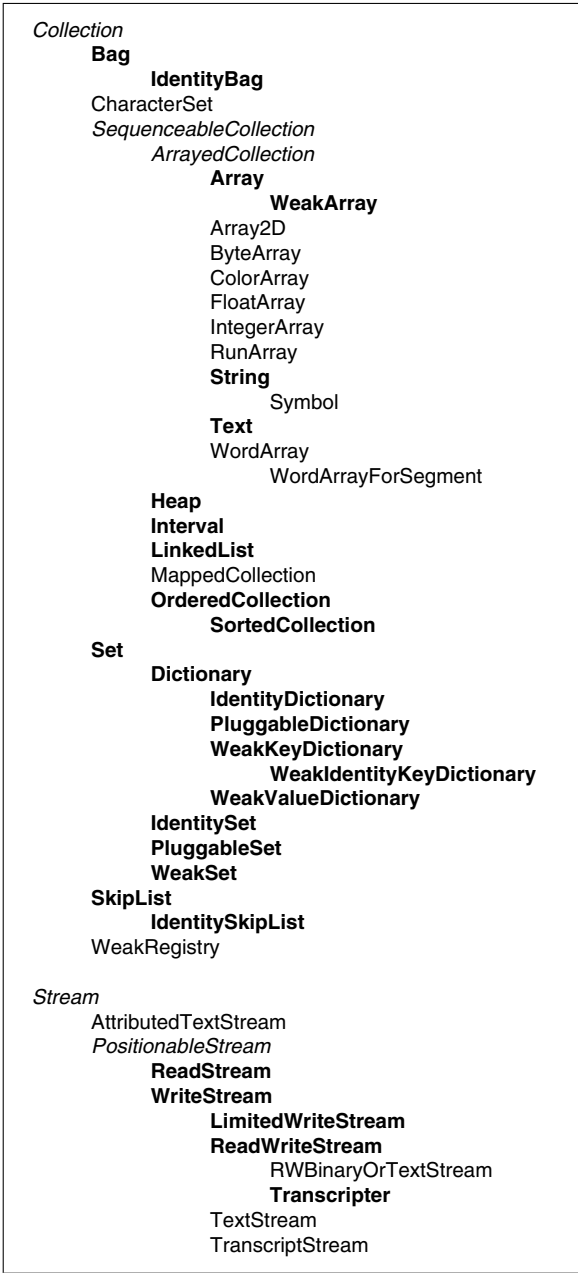 Collection
Bag
IdentityBag
CharacterSet
SequenceableCollection
ArrayedCollection
Array
WeakArray
Array2D
ByteArray
ColorArray
FloatArray
IntegerArray
RunArray
String
Symbol
Text
WordArray
WordArrayForSegment
Heap
Interval
LinkedList
MappedCollection
OrderedCollection
SortedCollection
Set
Dictionary
IdentityDictionary
PluggableDictionary
WeakKeyDictionary
WeakIdentityKeyDictionary
WeakValueDictionary
IdentitySet
PluggableSet
WeakSet
SkipList
IdentitySkipList
WeakRegistry
Stream
AttributedTextStream
PositionableStream
ReadStream
WriteStream
LimitedWriteStream
ReadWriteStream
RWBinaryOrTextStream
Transcripter
TextStream
TranscriptStream